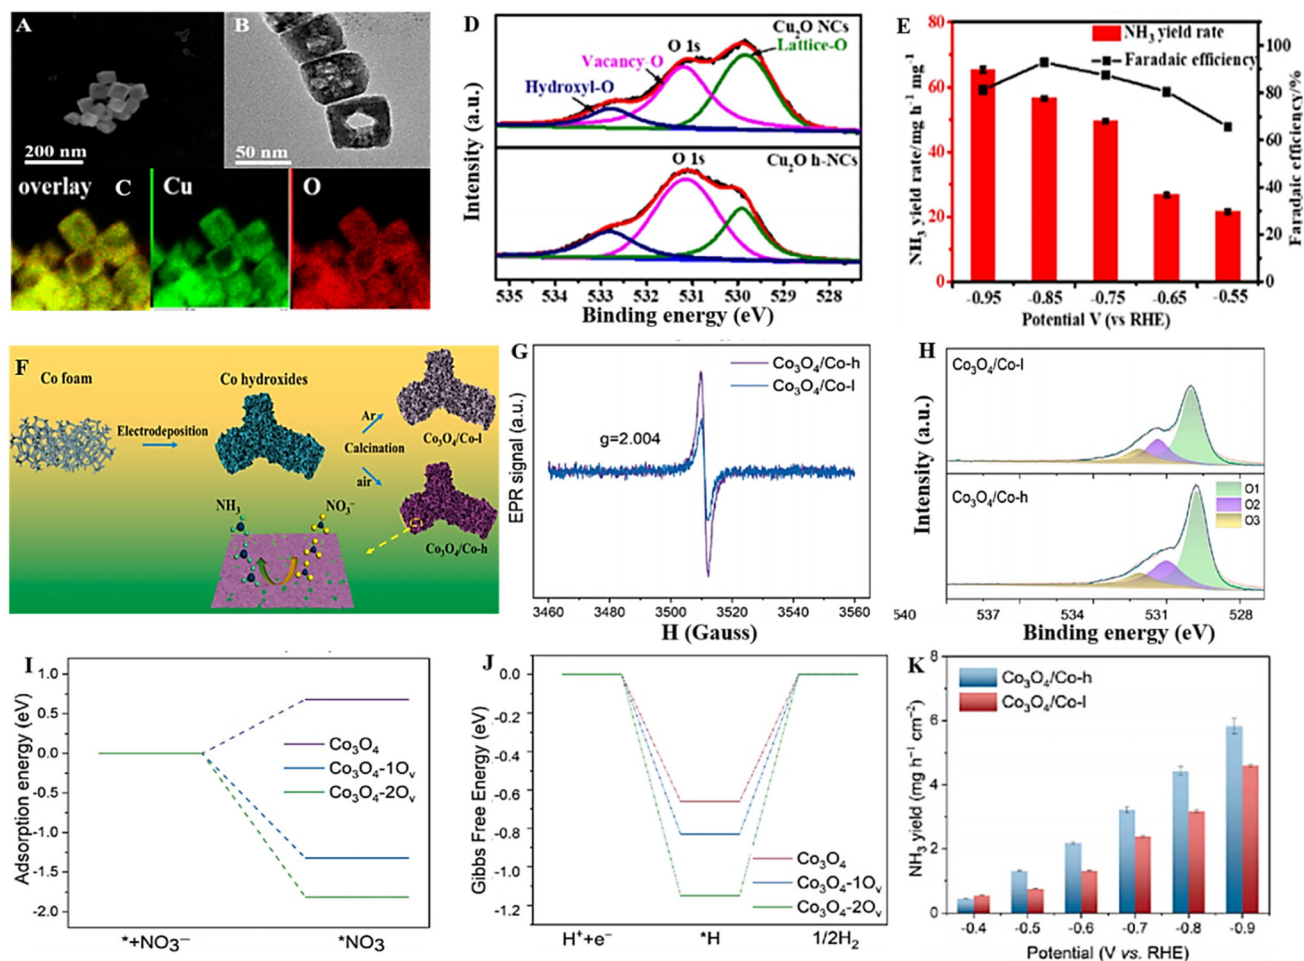 A
200 nm
B
50 nm
overlay
C
Cu
O
D
Intensity (a.u.)
Cu₂O NCs
O 1s
Vacancy-O
Lattice-O
Hydroxyl-O
O 1s
Cu₂O h-NCs
535 534 533 532 531 530 529 528
Binding energy (eV)
E
NH₃ yield rate
Faradaic efficiency
NH₃ yield rate/mg h⁻¹ mg⁻¹
80
60
40
20
0
Faradaic efficiency/%
100
80
60
40
20
0
-0.95 -0.85 -0.75 -0.65 -0.55
Potential V (vs RHE)
F
Co foam
Electrodeposition
Co hydroxides
Ar
Calcination
air
Co₃O₄/Co-l
Co₃O₄/Co-h
NH₃
NO₃⁻
G
EPR signal (a.u.)
Co₃O₄/Co-h
Co₃O₄/Co-l
g=2.004
3460 3480 3500 3520 3540 3560
H (Gauss)
H
Intensity (a.u.)
Co₃O₄/Co-l
Co₃O₄/Co-h
O1
O2
O3
540 537 534 531 528
Binding energy (eV)
I
Adsorption energy (eV)
1.0
0.5
0.0
-0.5
-1.0
-1.5
-2.0
Co₃O₄
Co₃O₄-1Oᵥ
Co₃O₄-2Oᵥ
*+NO₃⁻ *NO₃
J
Gibbs Free Energy (eV)
0.0
-0.2
-0.4
-0.6
-0.8
-1.0
-1.2
Co₃O₄
Co₃O₄-1Oᵥ
Co₃O₄-2Oᵥ
H⁺+e⁻ *H 1/2H₂
K
NH₃ yield (mg h⁻¹ cm⁻²)
8
6
4
2
0
Co₃O₄/Co-h
Co₃O₄/Co-l
-0.4 -0.5 -0.6 -0.7 -0.8 -0.9
Potential (V vs. RHE)